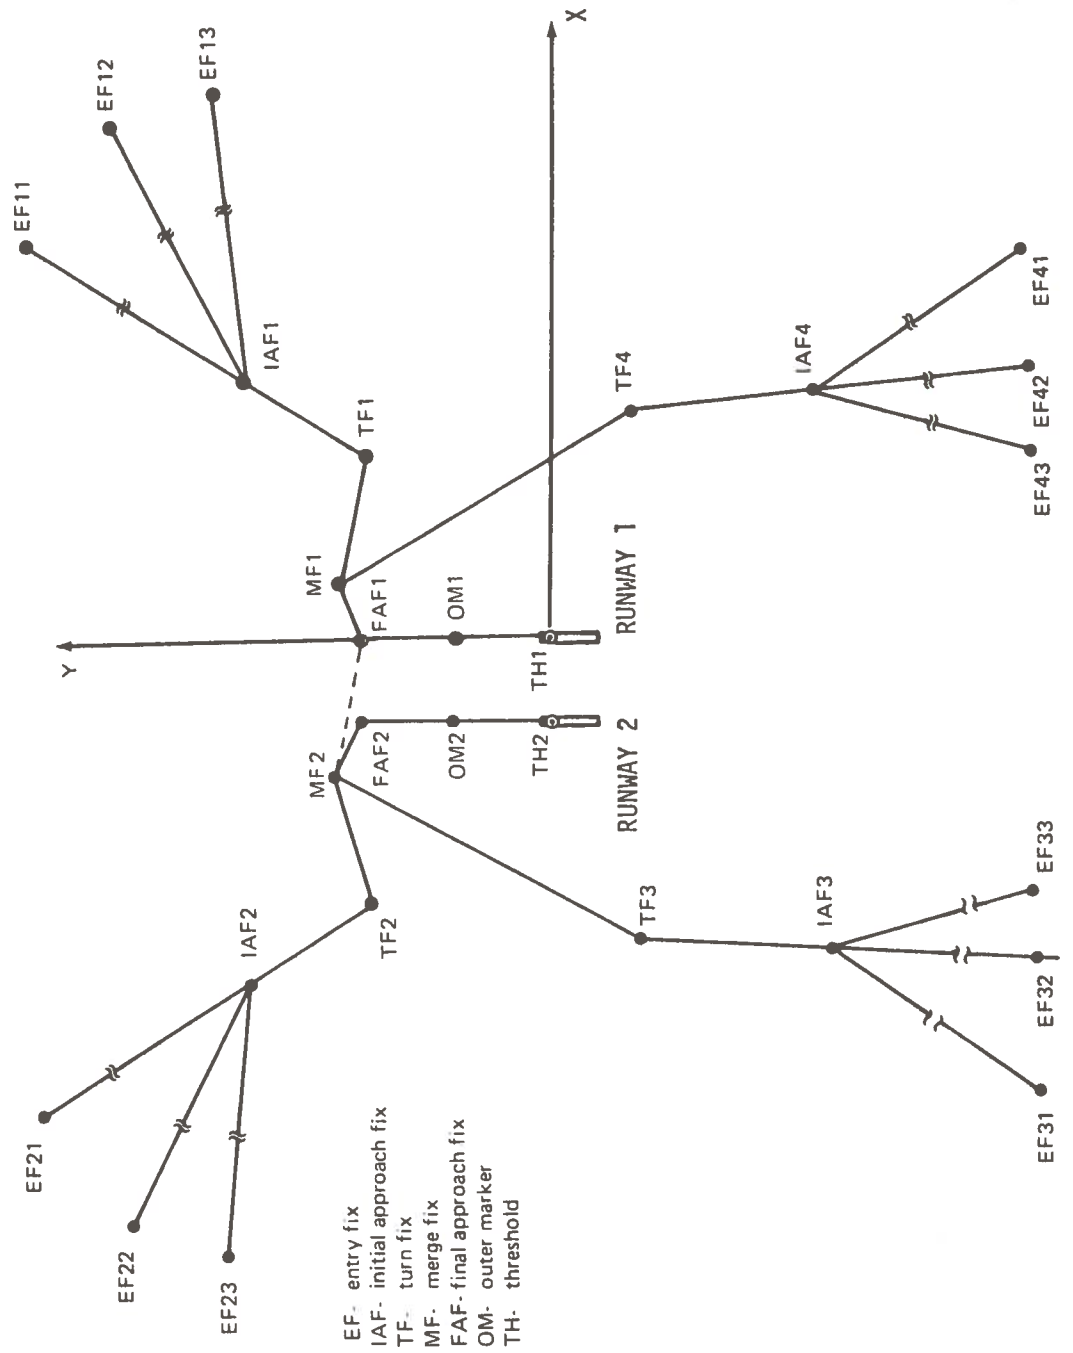 EF11
EF12
EF13
IAF1
TF1
MF1
FAF1
OM1
TH1
RUNWAY 1
X
Y
TF4
IAF4
EF41
EF42
EF43
MF2
FAF2
OM2
TH2
RUNWAY 2
IAF2
TF2
EF21
EF22
EF23
TF3
IAF3
EF33
EF32
EF31
EF- entry fix
IAF- initial approach fix
TF- turn fix
MF- merge fix
FAF- final approach fix
OM- outer marker
TH- threshold